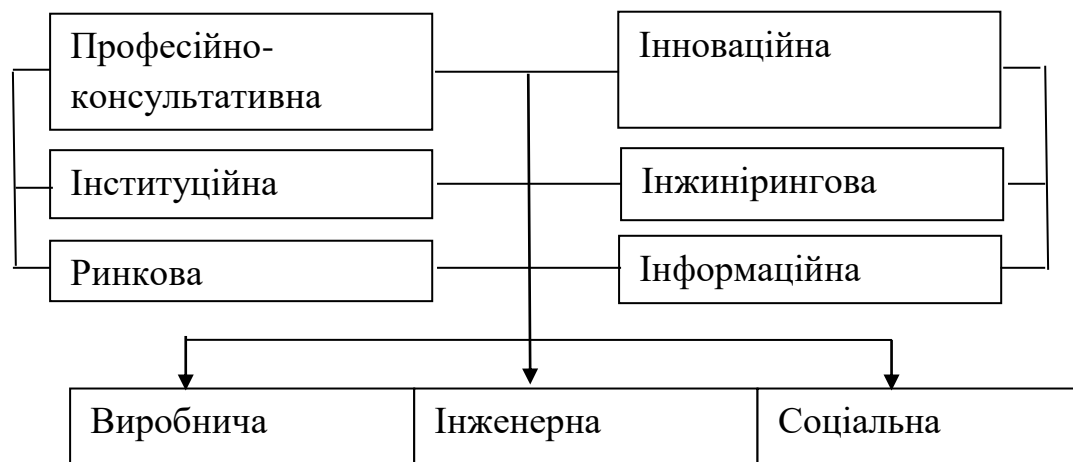 Професійно-
консультативна
Інноваційна
Інституційна
Інжинірингова
Ринкова
Інформаційна
Виробнича
Інженерна
Соціальна